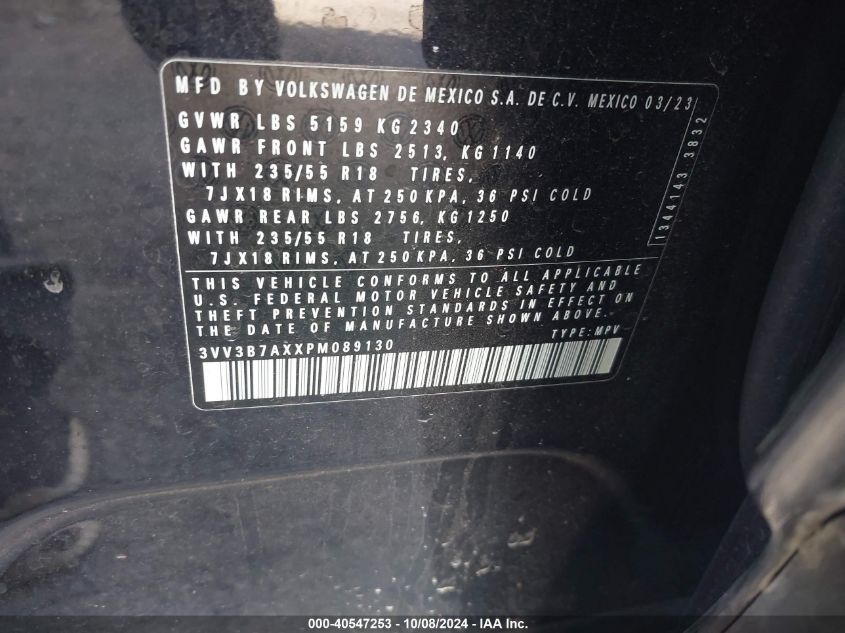 MFD BY VOLKSWAGEN DE MEXICO S.A. DE C.V. MEXICO 03/23
GVWR LBS 5159 KG 2340
GAWR FRONT LBS 2513, KG 1140
WITH 235/55 R18 TIRES,
7JX18 RIMS, AT 250 KPA, 36 PSI COLD
GAWR REAR LBS 2756, KG 1250
WITH 235/55 R18 TIRES,
7JX18 RIMS, AT 250 KPA, 36 PSI COLD
1344143 3832
THIS VEHICLE CONFORMS TO ALL APPLICABLE
U.S. FEDERAL MOTOR VEHICLE SAFETY AND
THEFT PREVENTION STANDARDS IN EFFECT ON
THE DATE OF MANUFACTURE SHOWN ABOVE.
3VV3B7AXXPM089130 TYPE: MPV
000-40547253 - 10/08/2024 - IAA Inc.